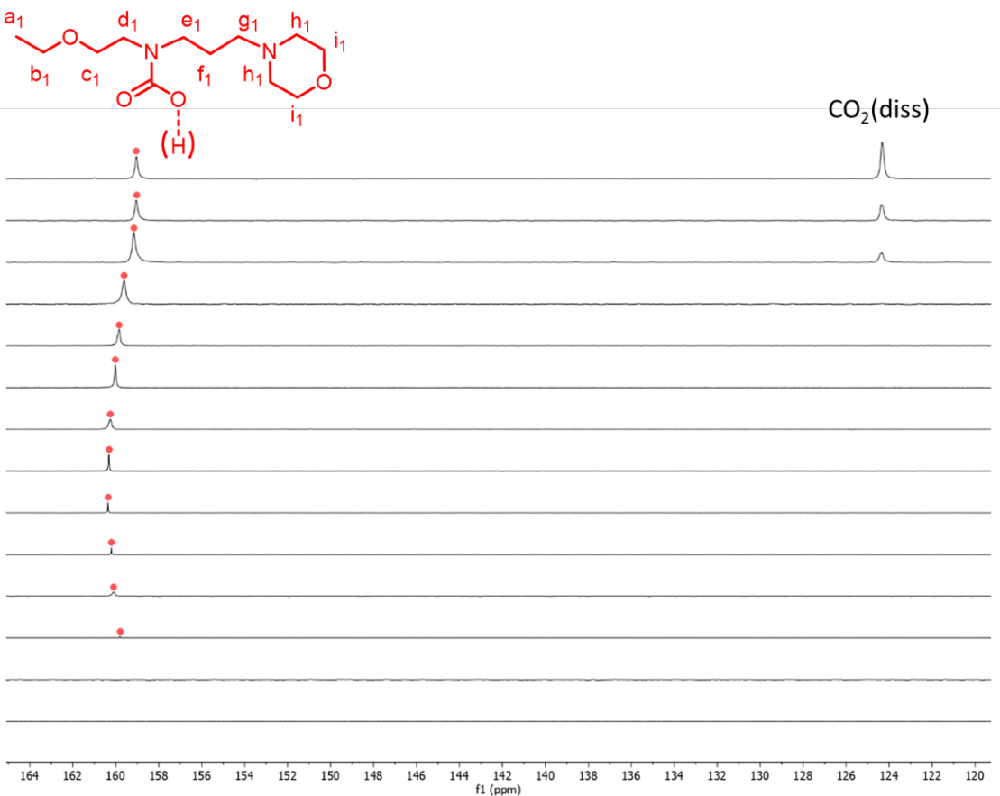 a₁ O d₁ N e₁ g₁ N h₁ i₁
b₁ c₁ f₁ h₁ O
O O i₁
(H)
CO₂(diss)
164 162 160 158 156 154 152 150 148 146 144 142 140 138 136 134 132 130 128 126 124 122 120
f1 (ppm)